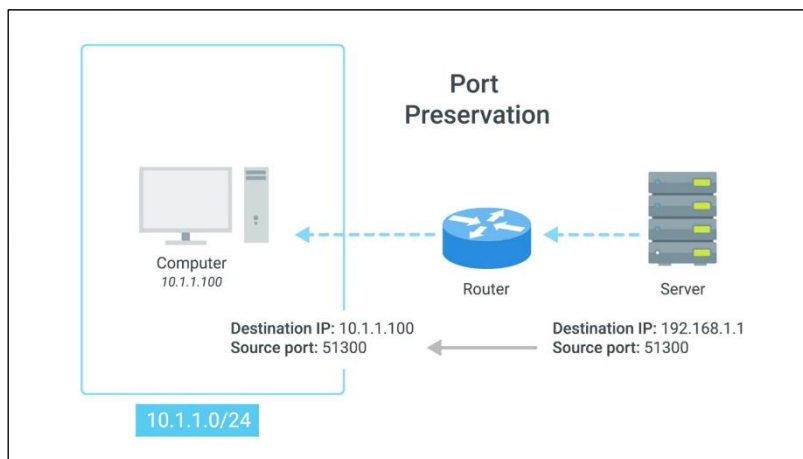 Port
Preservation
Computer
10.1.1.100
Router
Server
Destination IP: 10.1.1.100
Source port: 51300
Destination IP: 192.168.1.1
Source port: 51300
10.1.1.0/24